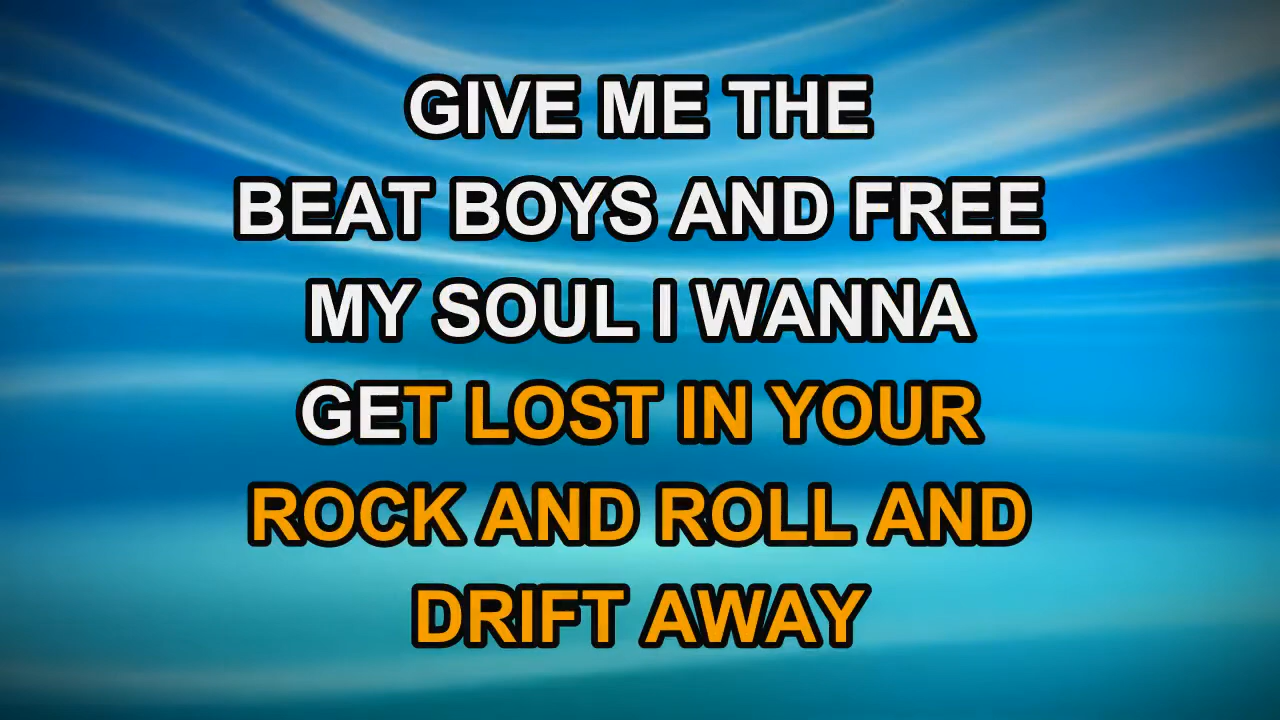 GIVE ME THE
BEAT BOYS AND FREE
MY SOUL I WANNA
GET LOST IN YOUR
ROCK AND ROLL AND
DRIFT AWAY